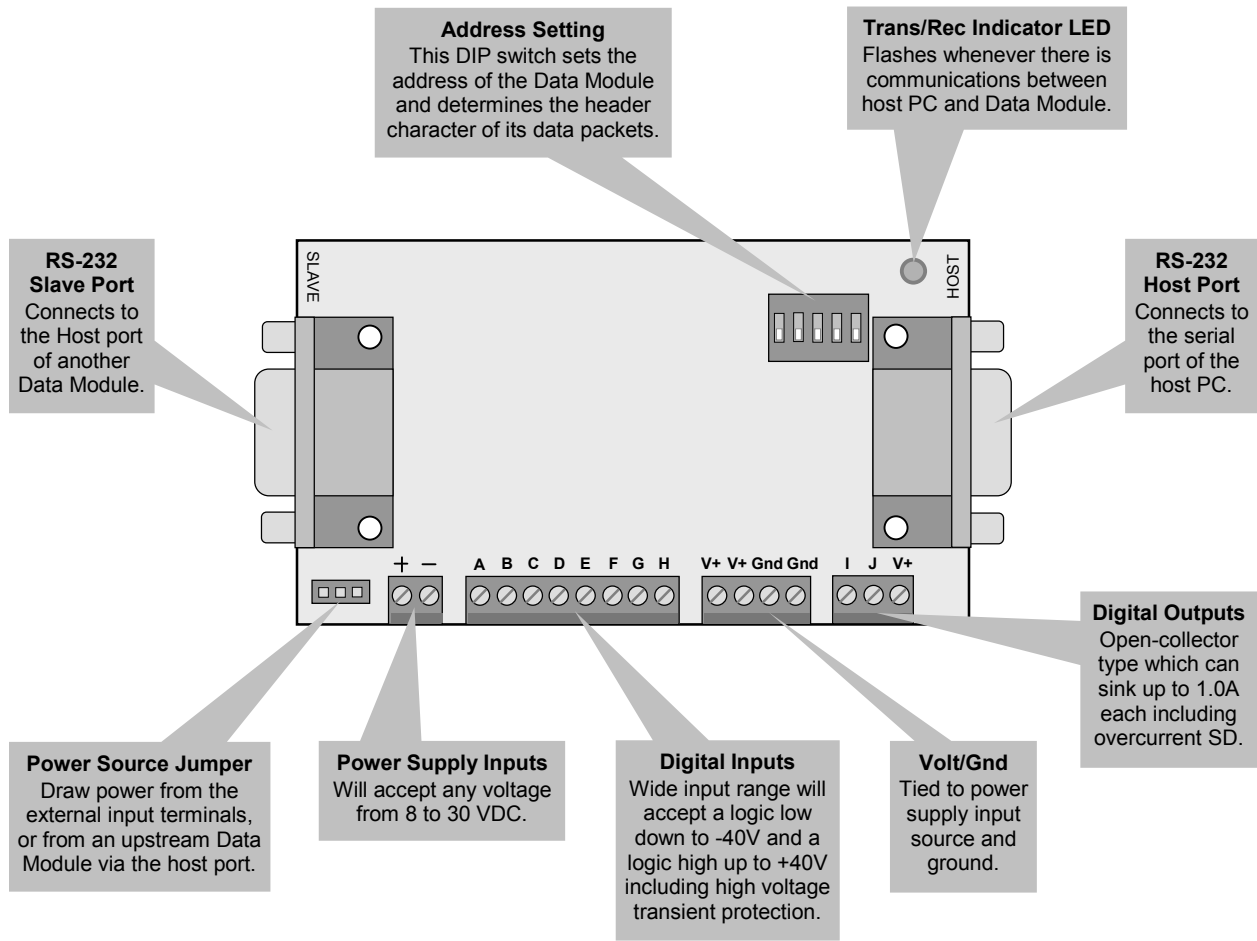 Address Setting
This DIP switch sets the
address of the Data Module
and determines the header
character of its data packets.
Trans/Rec Indicator LED
Flashes whenever there is
communications between
host PC and Data Module.
RS-232
Slave Port
Connects to
the Host port
of another
Data Module.
SLAVE
HOST
RS-232
Host Port
Connects to
the serial
port of the
host PC.
+ −
A B C D E F G H
V+ V+ Gnd Gnd
I J V+
Digital Outputs
Open-collector
type which can
sink up to 1.0A
each including
overcurrent SD.
Power Source Jumper
Draw power from the
external input terminals,
or from an upstream Data
Module via the host port.
Power Supply Inputs
Will accept any voltage
from 8 to 30 VDC.
Digital Inputs
Wide input range will
accept a logic low
down to -40V and a
logic high up to +40V
including high voltage
transient protection.
Volt/Gnd
Tied to power
supply input
source and
ground.